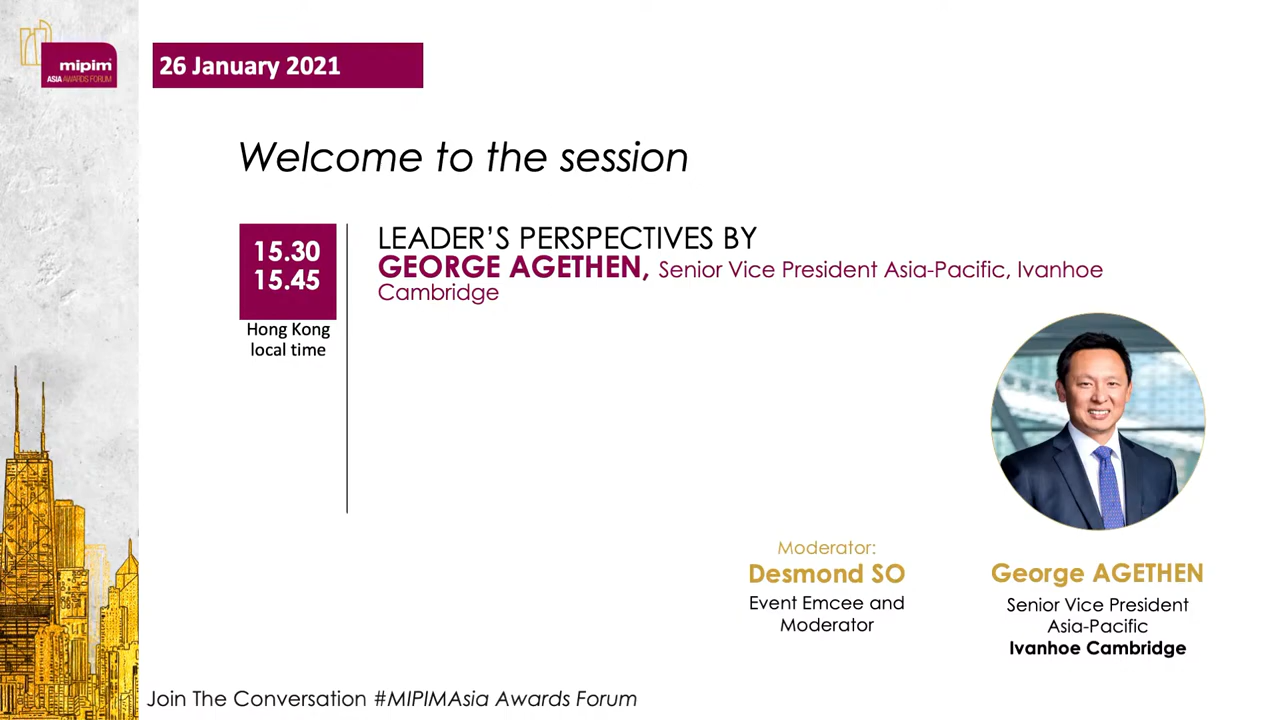 mipim
ASIA AWARDS FORUM
26 January 2021
Welcome to the session
15.30
15.45
Hong Kong
local time
LEADER'S PERSPECTIVES BY
GEORGE AGETHEN, Senior Vice President Asia-Pacific, Ivanhoe
Cambridge
Moderator:
Desmond SO
Event Emcee and
Moderator
George AGETHEN
Senior Vice President
Asia-Pacific
Ivanhoe Cambridge
Join The Conversation #MIPIMAsia Awards Forum